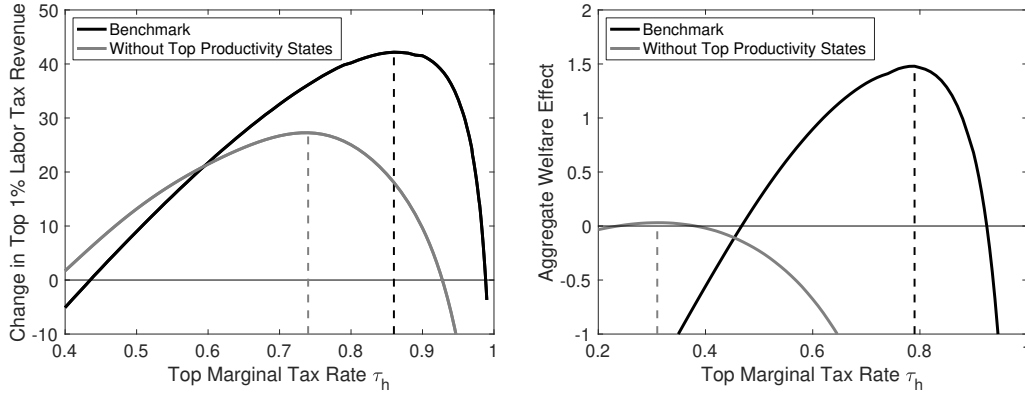 Change in Top 1% Labor Tax Revenue
50
40
30
20
10
0
-10
Benchmark
Without Top Productivity States
0.4 0.5 0.6 0.7 0.8 0.9 1
Top Marginal Tax Rate τh
Aggregate Welfare Effect
2
1.5
1
0.5
0
-0.5
-1
Benchmark
Without Top Productivity States
0.2 0.4 0.6 0.8 1
Top Marginal Tax Rate τh